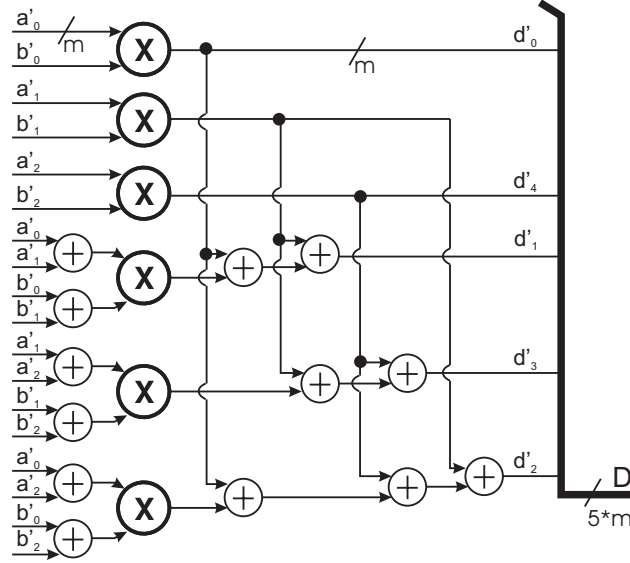 a'₀ m
b'₀ X m d'₀
a'₁
b'₁ X
a'₂
b'₂ X d'₄
a'₀
a'₁ + + + d'₁
b'₀ X
b'₁ +
a'₁
a'₂ + + + d'₃
b'₁ X
b'₂ +
a'₀
a'₂ + + + + d'₂ D
b'₀ X 5*m
b'₂ +